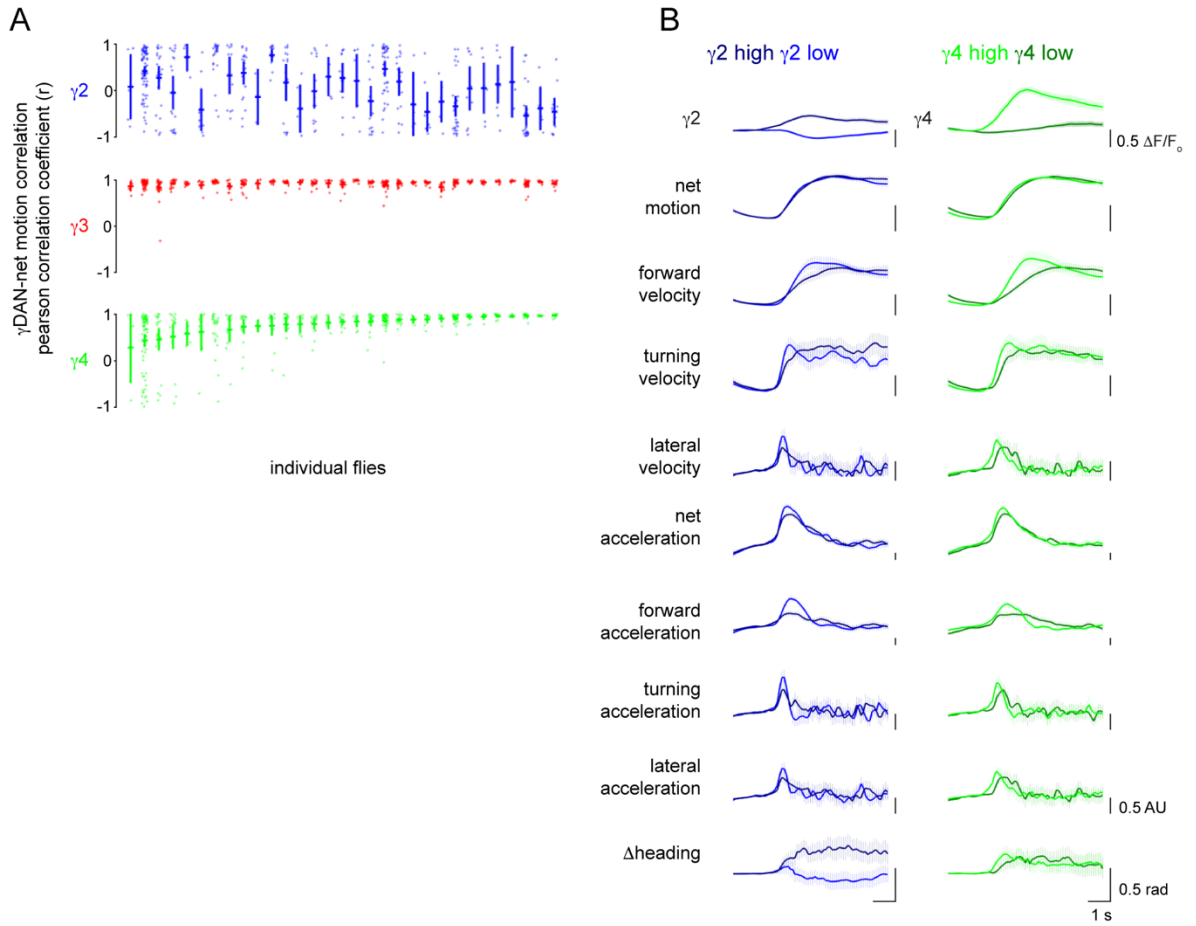 A
γDAN-net motion correlation
pearson correlation coefficient (r)
γ2
1
0
-1
γ3
1
0
-1
γ4
1
0
-1
individual flies
B
γ2 high γ2 low
γ4 high γ4 low
γ2
γ4
0.5 ΔF/Fo
net
motion
forward
velocity
turning
velocity
lateral
velocity
net
acceleration
forward
acceleration
turning
acceleration
lateral
acceleration
0.5 AU
Δheading
0.5 rad
1 s